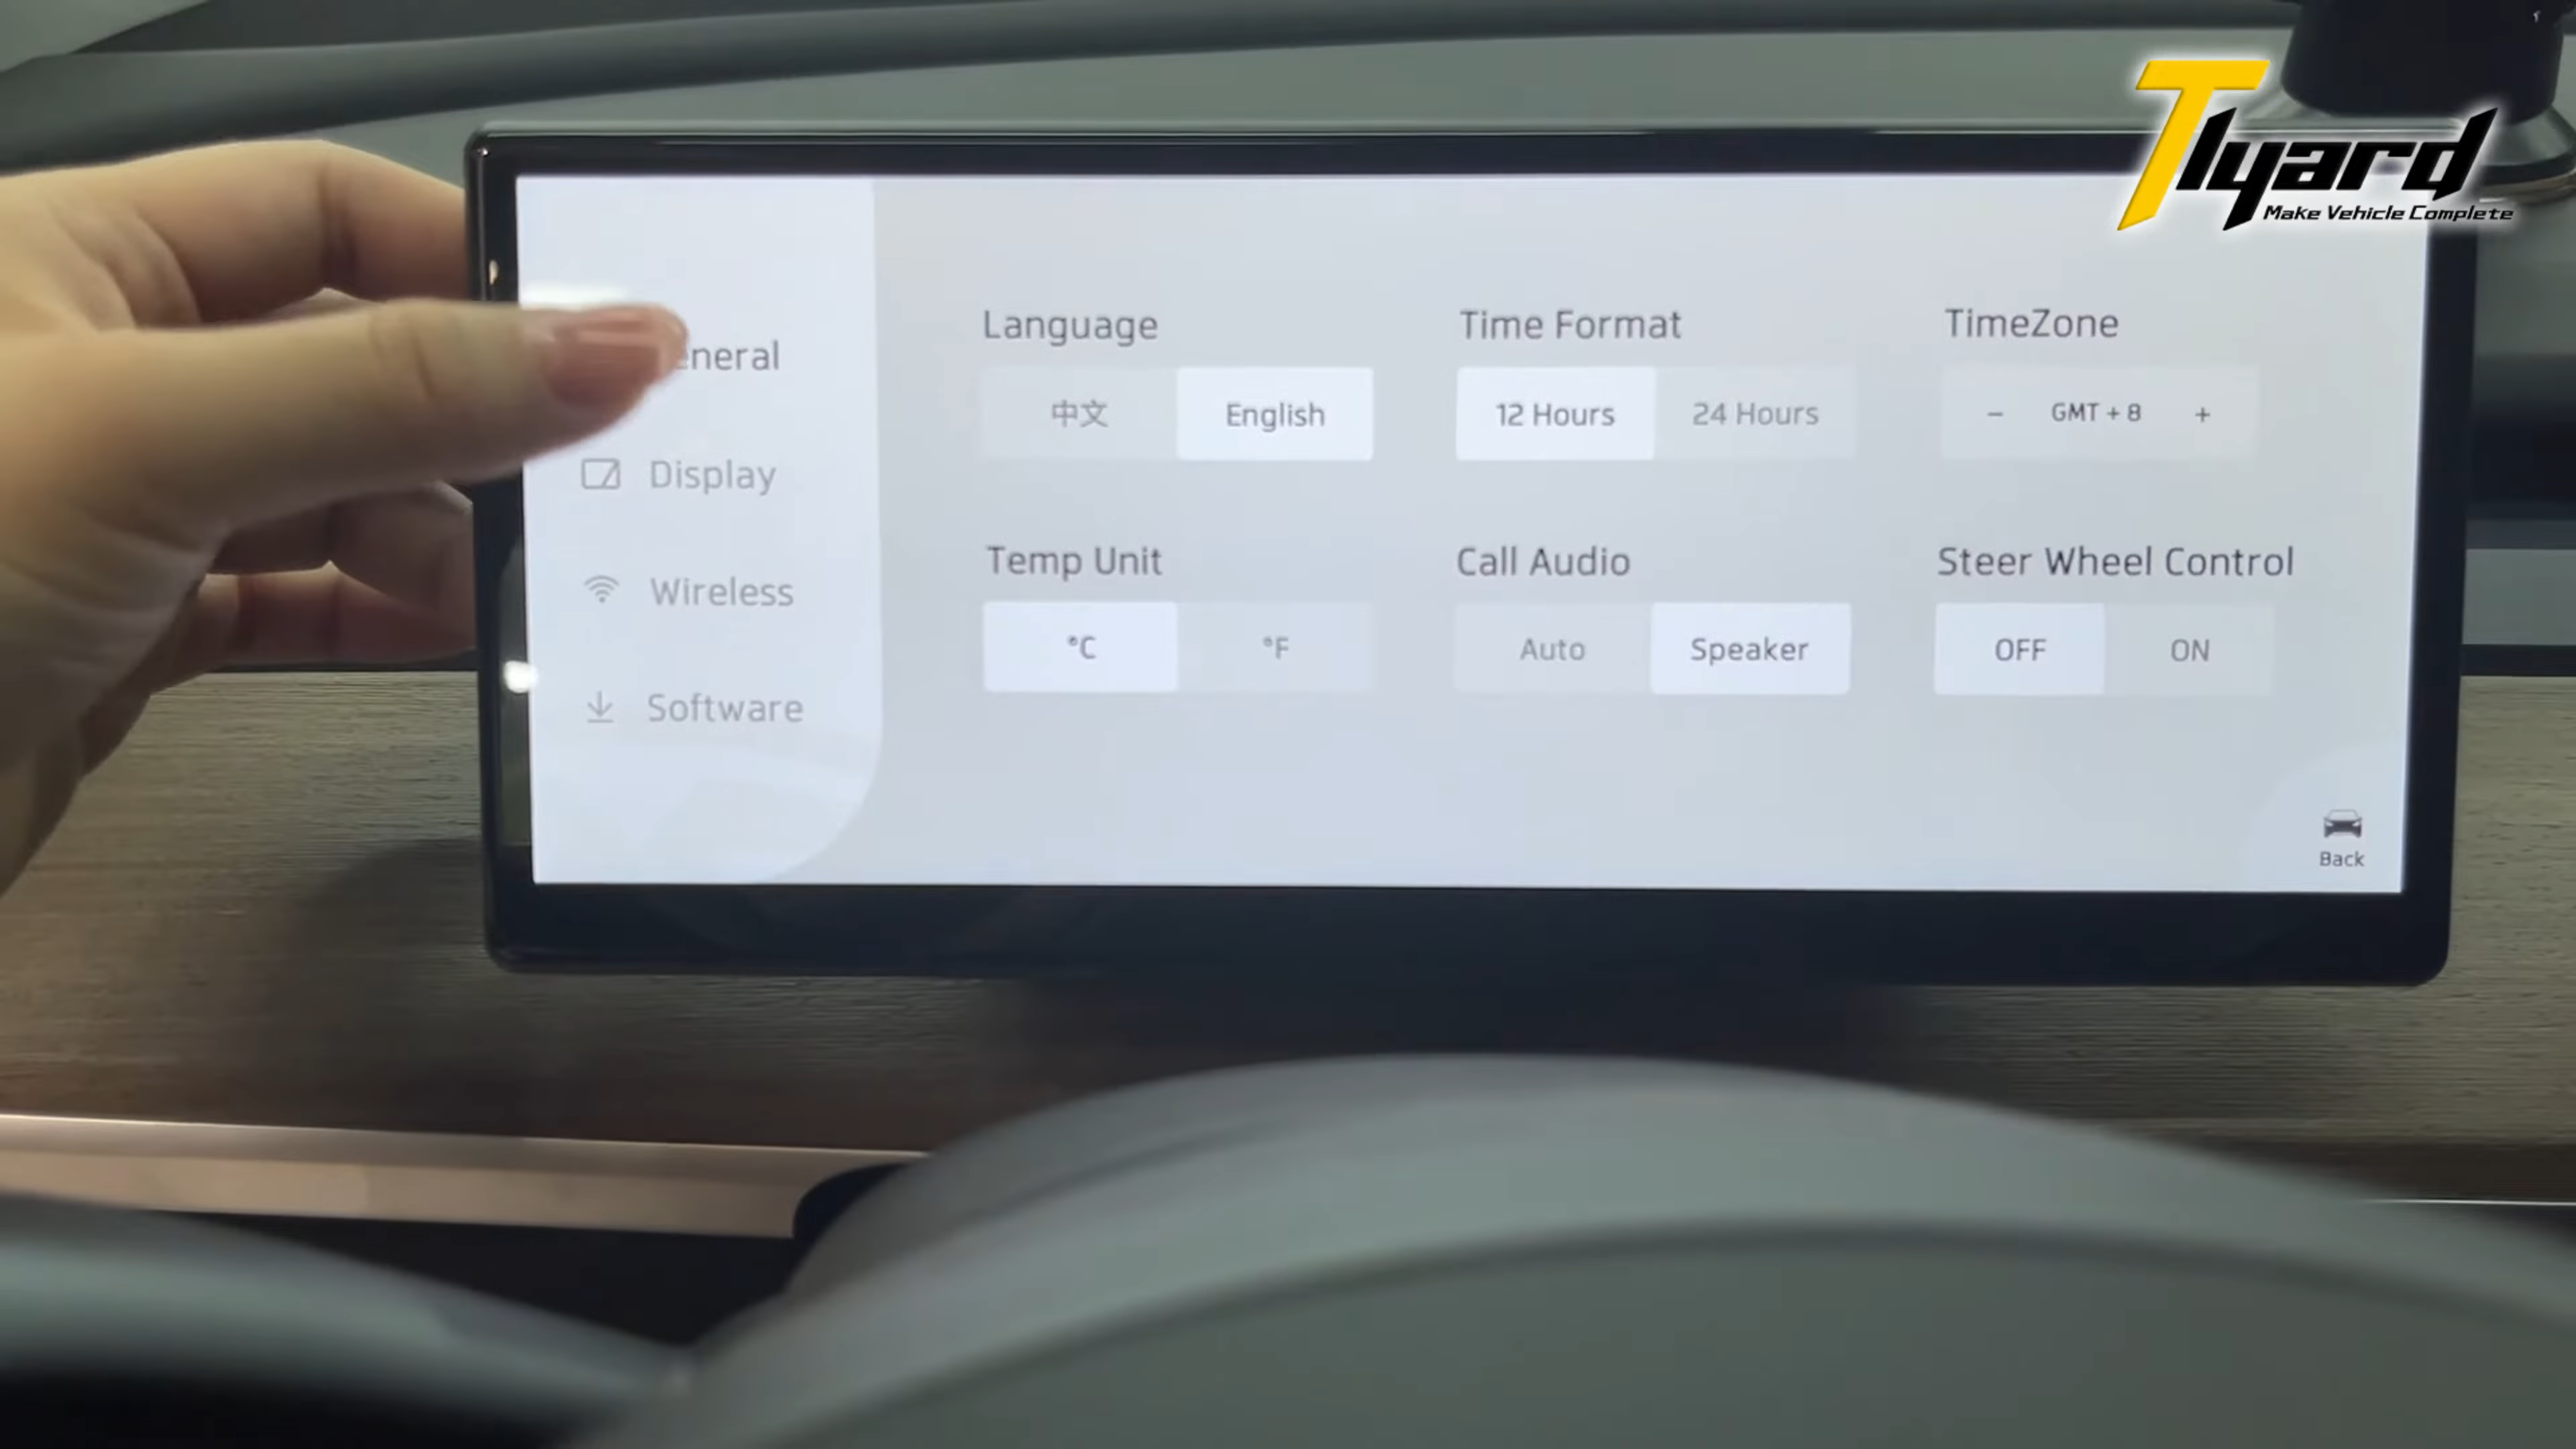 Tlyard
Make Vehicle Complete
eneral
Display
Wireless
Software
Language
中文
English
Time Format
12 Hours
24 Hours
TimeZone
− GMT + 8 +
Temp Unit
°C
°F
Call Audio
Auto
Speaker
Steer Wheel Control
OFF
ON
Back